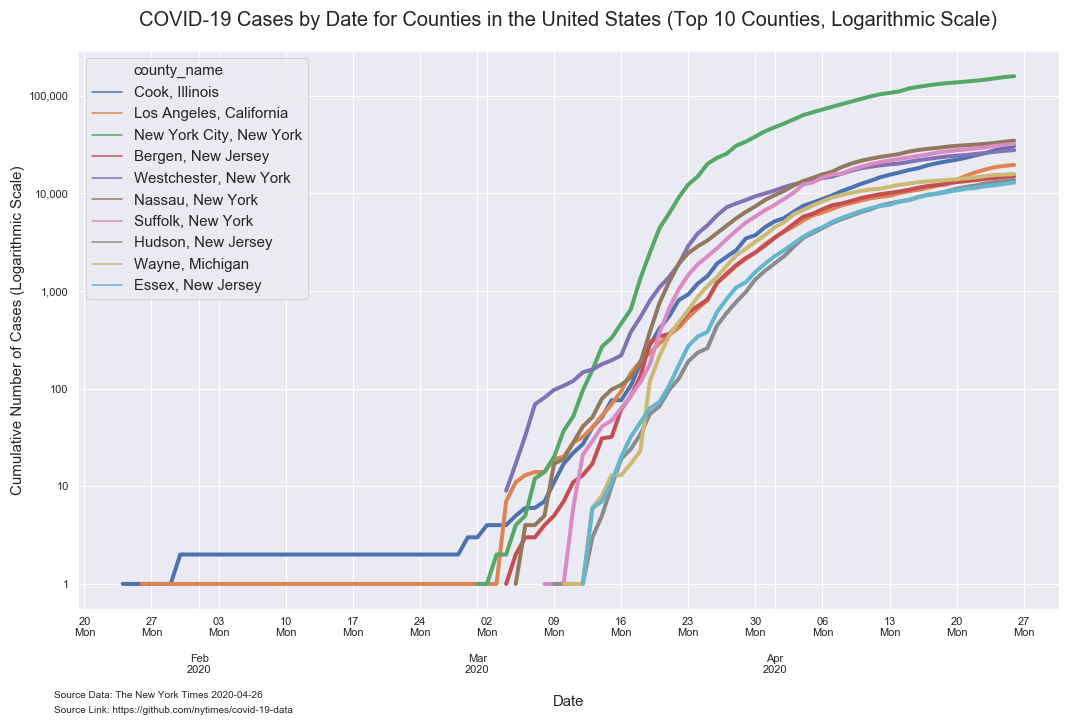 COVID-19 Cases by Date for Counties in the United States (Top 10 Counties, Logarithmic Scale)
county_name
Cook, Illinois
Los Angeles, California
New York City, New York
Bergen, New Jersey
Westchester, New York
Nassau, New York
Suffolk, New York
Hudson, New Jersey
Wayne, Michigan
Essex, New Jersey
Cumulative Number of Cases (Logarithmic Scale)
100,000
10,000
1,000
100
10
1
20 27 03 10 17 24 02 09 16 23 30 06 13 20 27
Mon Mon Mon Mon Mon Mon Mon Mon Mon Mon Mon Mon Mon Mon Mon
Feb Mar Apr
2020 2020 2020
Date
Source Data: The New York Times 2020-04-26
Source Link: https://github.com/nytimes/covid-19-data